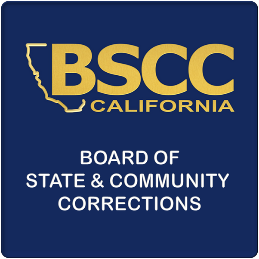 BSCC
CALIFORNIA
BOARD OF
STATE & COMMUNITY
CORRECTIONS